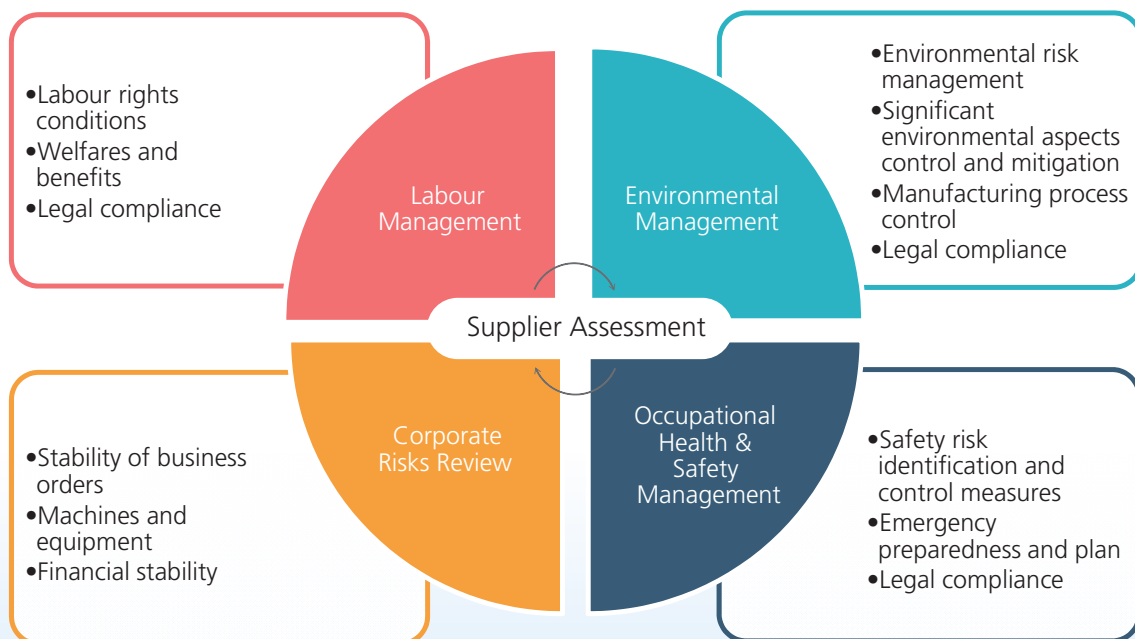 •Labour rights
conditions
•Welfares and
benefits
•Legal compliance
Labour
Management
Environmental
Management
•Environmental risk
management
•Significant
environmental aspects
control and mitigation
•Manufacturing process
control
•Legal compliance
Supplier Assessment
•Stability of business
orders
•Machines and
equipment
•Financial stability
Corporate
Risks Review
Occupational
Health &
Safety
Management
•Safety risk
identification and
control measures
•Emergency
preparedness and plan
•Legal compliance